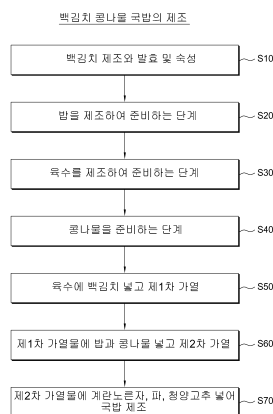 백김치 콩나물 국밥의 제조
백김치 제조와 발효 및 숙성
S10
밥을 제조하여 준비하는 단계
S20
육수를 제조하여 준비하는 단계
S30
콩나물을 준비하는 단계
S40
육수에 백김치 넣고 제1차 가열
S50
제1차 가열물에 밥과 콩나물 넣고 제2차 가열
S60
제2차 가열물에 계란노른자, 파, 청양고추 넣어
국밥 제조
S70